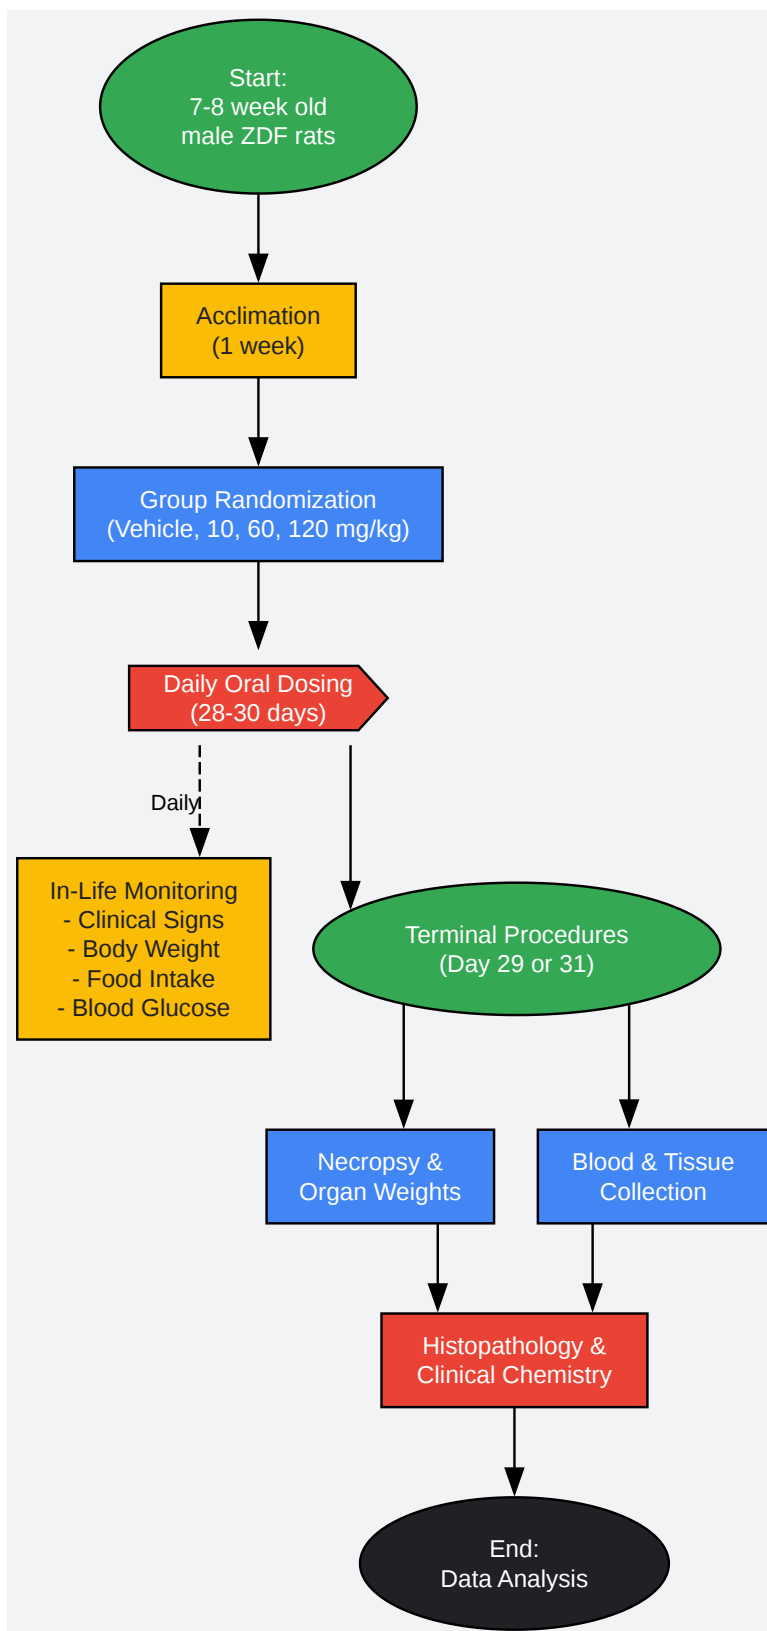 Start:
7-8 week old
male ZDF rats
Acclimation
(1 week)
Group Randomization
(Vehicle, 10, 60, 120 mg/kg)
Daily Oral Dosing
(28-30 days)
Daily
In-Life Monitoring
- Clinical Signs
- Body Weight
- Food Intake
- Blood Glucose
Terminal Procedures
(Day 29 or 31)
Necropsy &
Organ Weights
Blood & Tissue
Collection
Histopathology &
Clinical Chemistry
End:
Data Analysis